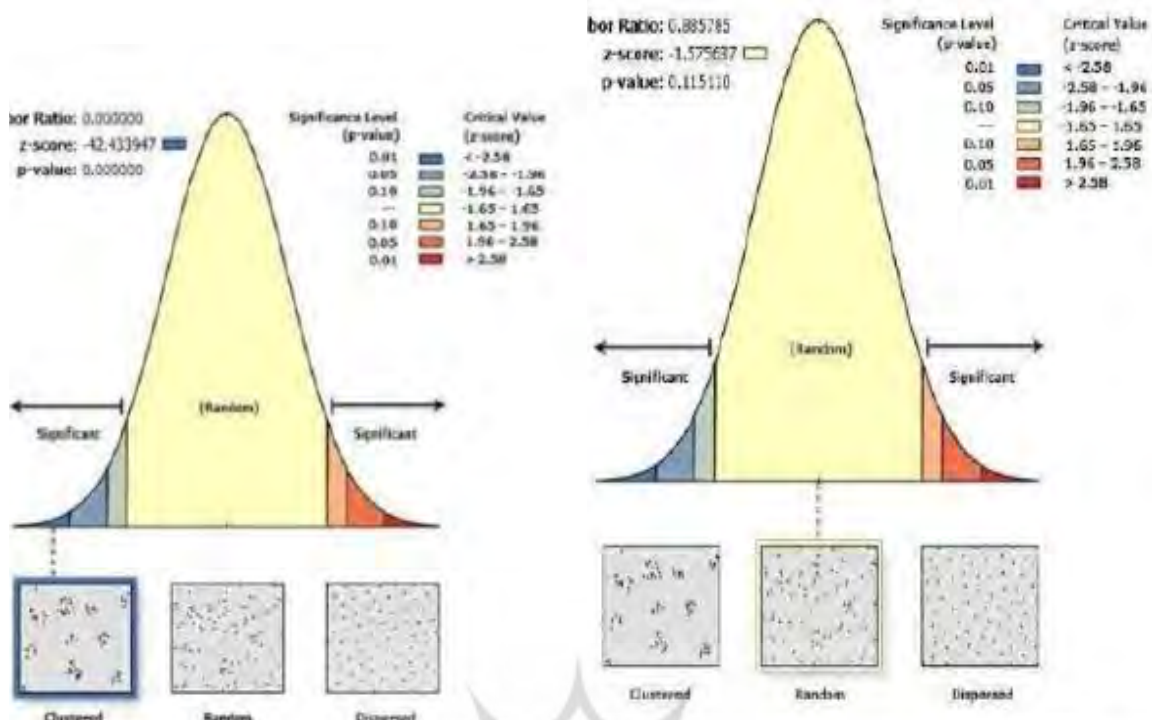 or Ratio: 0.000000
z-score: -42.433947
p-value: 0.000000
Significance Level
(p-value)
Critical Value
(z-score)
0.01 < -2.58
0.05 -2.58 - -1.96
0.10 -1.96 - -1.65
--- -1.65 - 1.65
0.10 1.65 - 1.96
0.05 1.96 - 2.58
0.01 > 2.58
(Random)
Significant
Significant
Clustered
Random
Dispersed
bor Ratio: 0.885785
z-score: -1.575637
p-value: 0.115110
Significance Level
(p-value)
Critical Value
(z-score)
0.01 < -2.58
0.05 -2.58 - -1.96
0.10 -1.96 - -1.65
--- -1.65 - 1.65
0.10 1.65 - 1.96
0.05 1.96 - 2.58
0.01 > 2.58
(Random)
Significant
Significant
Clustered
Random
Dispersed